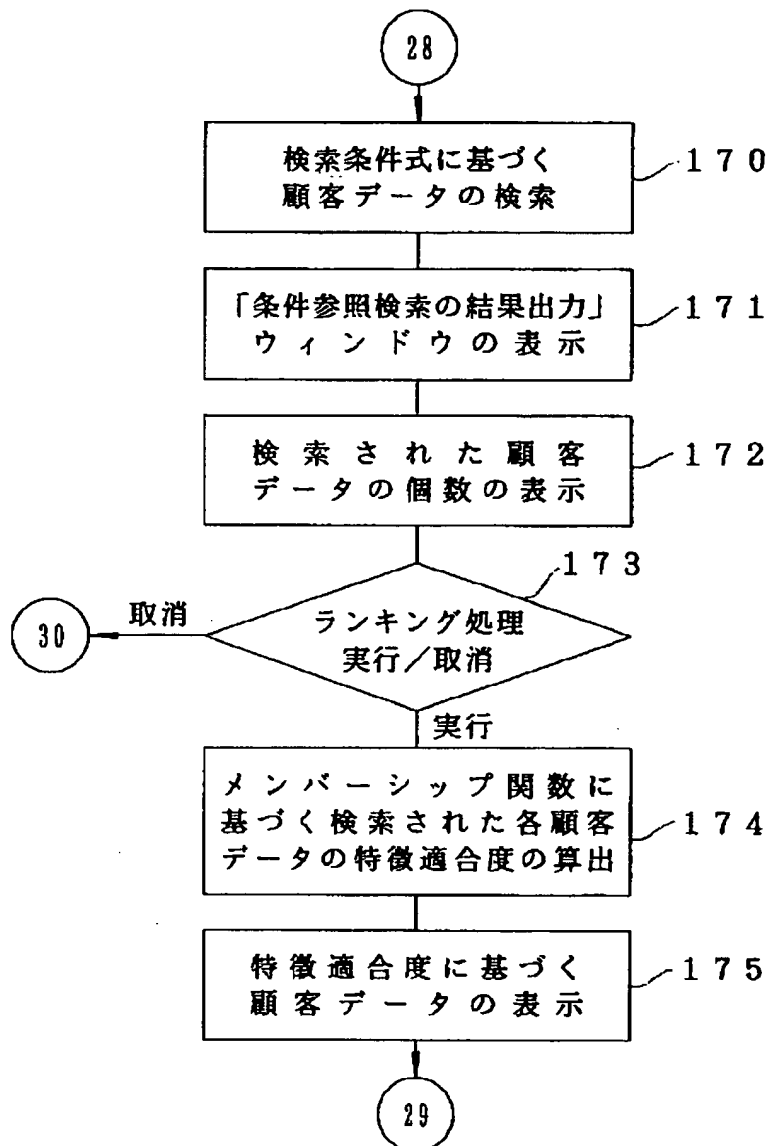 28
検索条件式に基づく
顧客データの検索
170
「条件参照検索の結果出力」
ウィンドウの表示
171
検索された顧客
データの個数の表示
172
173
ランキング処理
実行/取消
取消
30
実行
メンバーシップ関数に
基づく検索された各顧客
データの特徴適合度の算出
174
特徴適合度に基づく
顧客データの表示
175
29